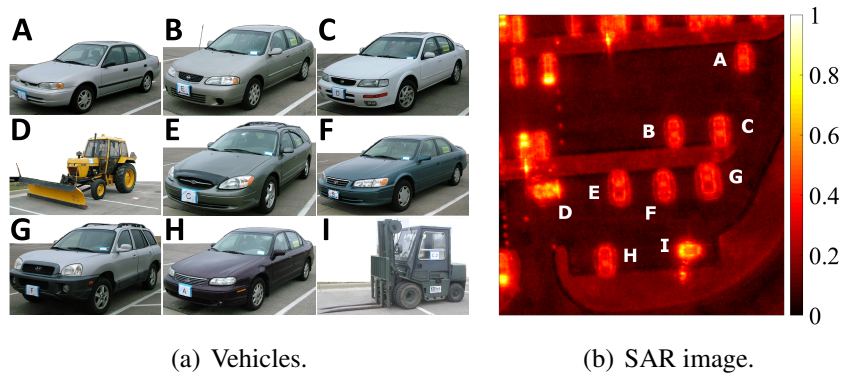 A B C
D E F
G H I
A
B C
E F G
D
H I
1
0.8
0.6
0.4
0.2
0
(a) Vehicles.
(b) SAR image.